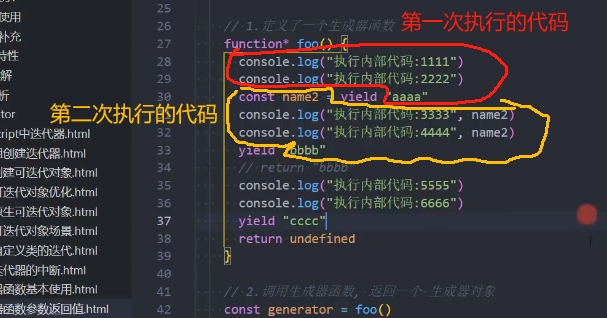 使用
补充
特性
解
析
ator
cript中迭代器.html
创建迭代器.html
建可迭代对象.html
可迭代对象优化.html
原生可迭代对象.html
可迭代对象场景.html
自定义类的迭代.html
迭代器的中断.html
器函数基本使用.html
器函数参数返回值.html
第一次执行的代码
第二次执行的代码
25
26 // 1.定义了一个生成器函数
27 function* foo() {
28 console.log("执行内部代码:1111")
29 console.log("执行内部代码:2222")
30 const name2 = yield "aaaa"
31 console.log("执行内部代码:3333", name2)
32 console.log("执行内部代码:4444", name2)
33 yield "bbbb"
34 // return "bbbb
35 console.log("执行内部代码:5555")
36 console.log("执行内部代码:6666")
37 yield "cccc"
38 return undefined
39 }
40
41 // 2.调用生成器函数, 返回一个 生成器对象
42 const generator = foo()